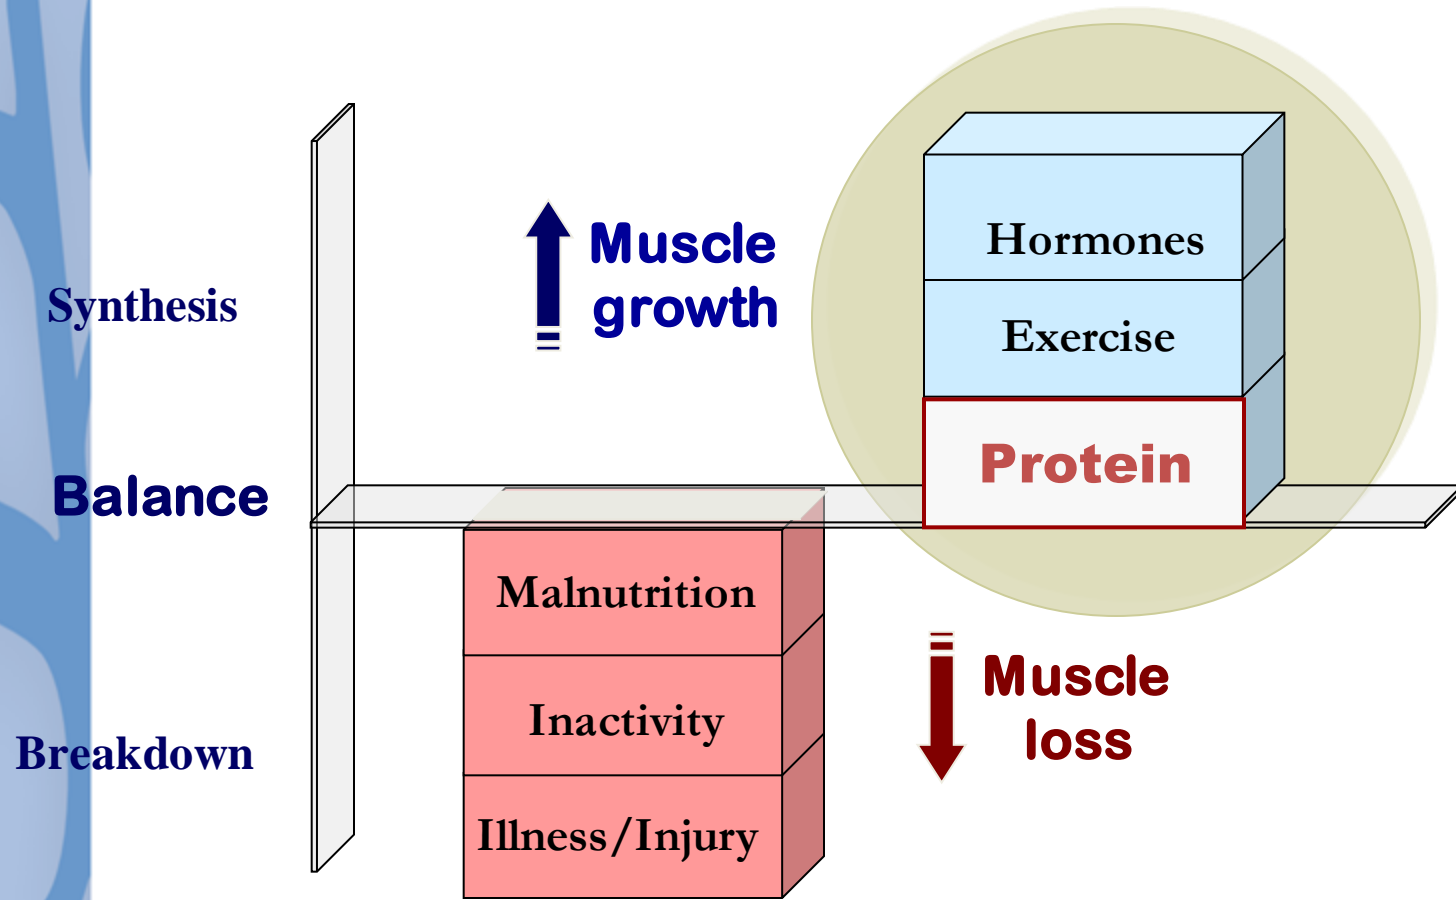 Synthesis
Balance
Breakdown
Muscle
growth
Hormones
Exercise
Protein
Malnutrition
Inactivity
Illness/Injury
Muscle
loss